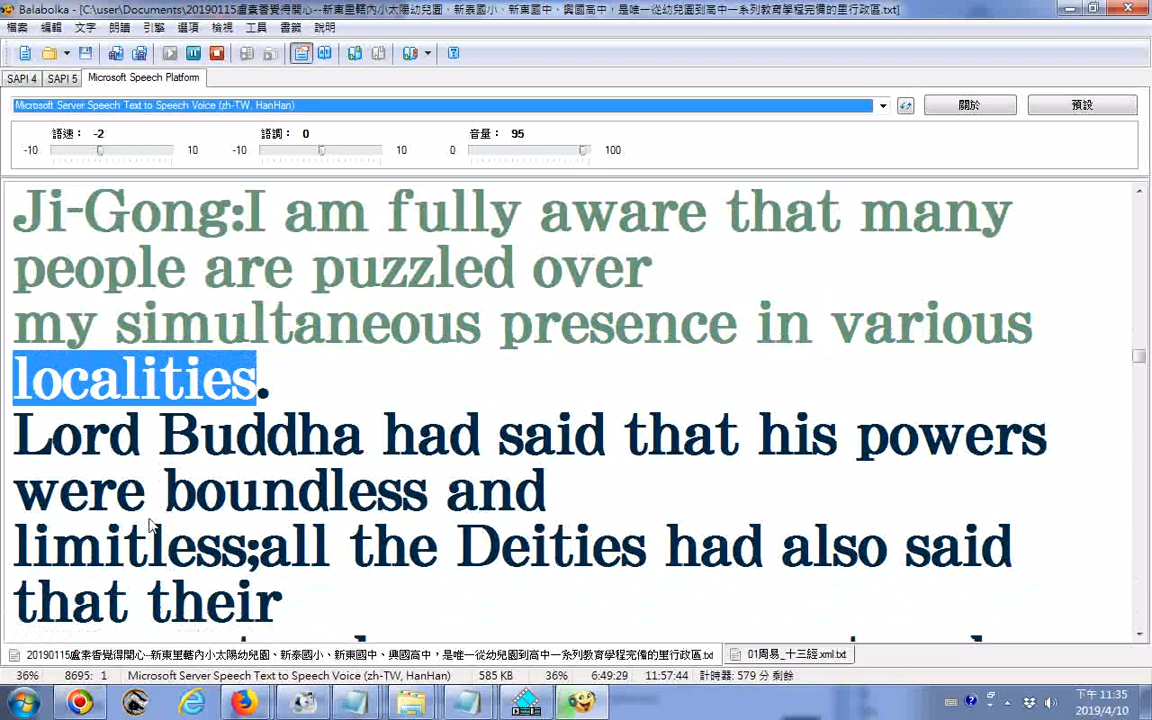 Balabolka - [C:\user\Documents\20190115盧素香覺得開心--新東里轄內小太陽幼兒園、新泰國小、新東國中、興國高中，是唯一從幼兒園到高中一系列教育學程完備的里行政區.txt]
檔案 編輯 文字 朗讀 引擎 選項 檢視 工具 書籤 說明
SAPI 4 SAPI 5 Microsoft Speech Platform
Microsoft Server Speech Text to Speech Voice (zh-TW, HanHan) 關於 預設
語速： -2 語調： 0 音量： 95
-10 10 -10 10 0 100
Ji-Gong:I am fully aware that many
people are puzzled over
my simultaneous presence in various
localities.
Lord Buddha had said that his powers
were boundless and
limitless;all the Deities had also said
that their
20190115盧素香覺得開心--新東里轄內小太陽幼兒園、新泰國小、新東國中、興國高中，是唯一從幼兒園到高中一系列教育學程完備的里行政區.txt 01周易_十三經.xml.txt
36% 8695: 1 Microsoft Server Speech Text to Speech Voice (zh-TW, HanHan) 585 KB 36% 6:49:29 11:57:44 計時器: 579 分 剩餘
下午 11:35
2019/4/10